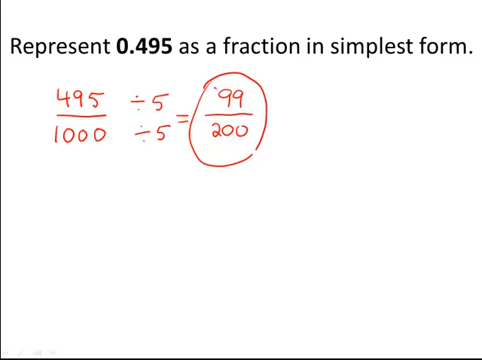 Represent 0.495 as a fraction in simplest form.
495 ÷5 99
1000 ÷5 = 200